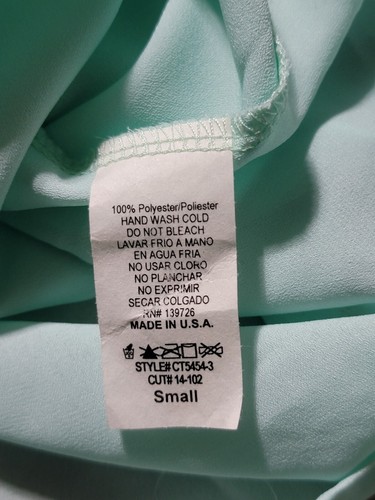 100% Polyester/Poliester
HAND WASH COLD
DO NOT BLEACH
LAVAR FRIO A MANO
EN AGUA FRIA
NO USAR CLORO
NO PLANCHAR
NO EXPRIMIR
SECAR COLGADO
RN# 139726
MADE IN U.S.A.
STYLE# CT5454-3
CUT# 14-102
Small